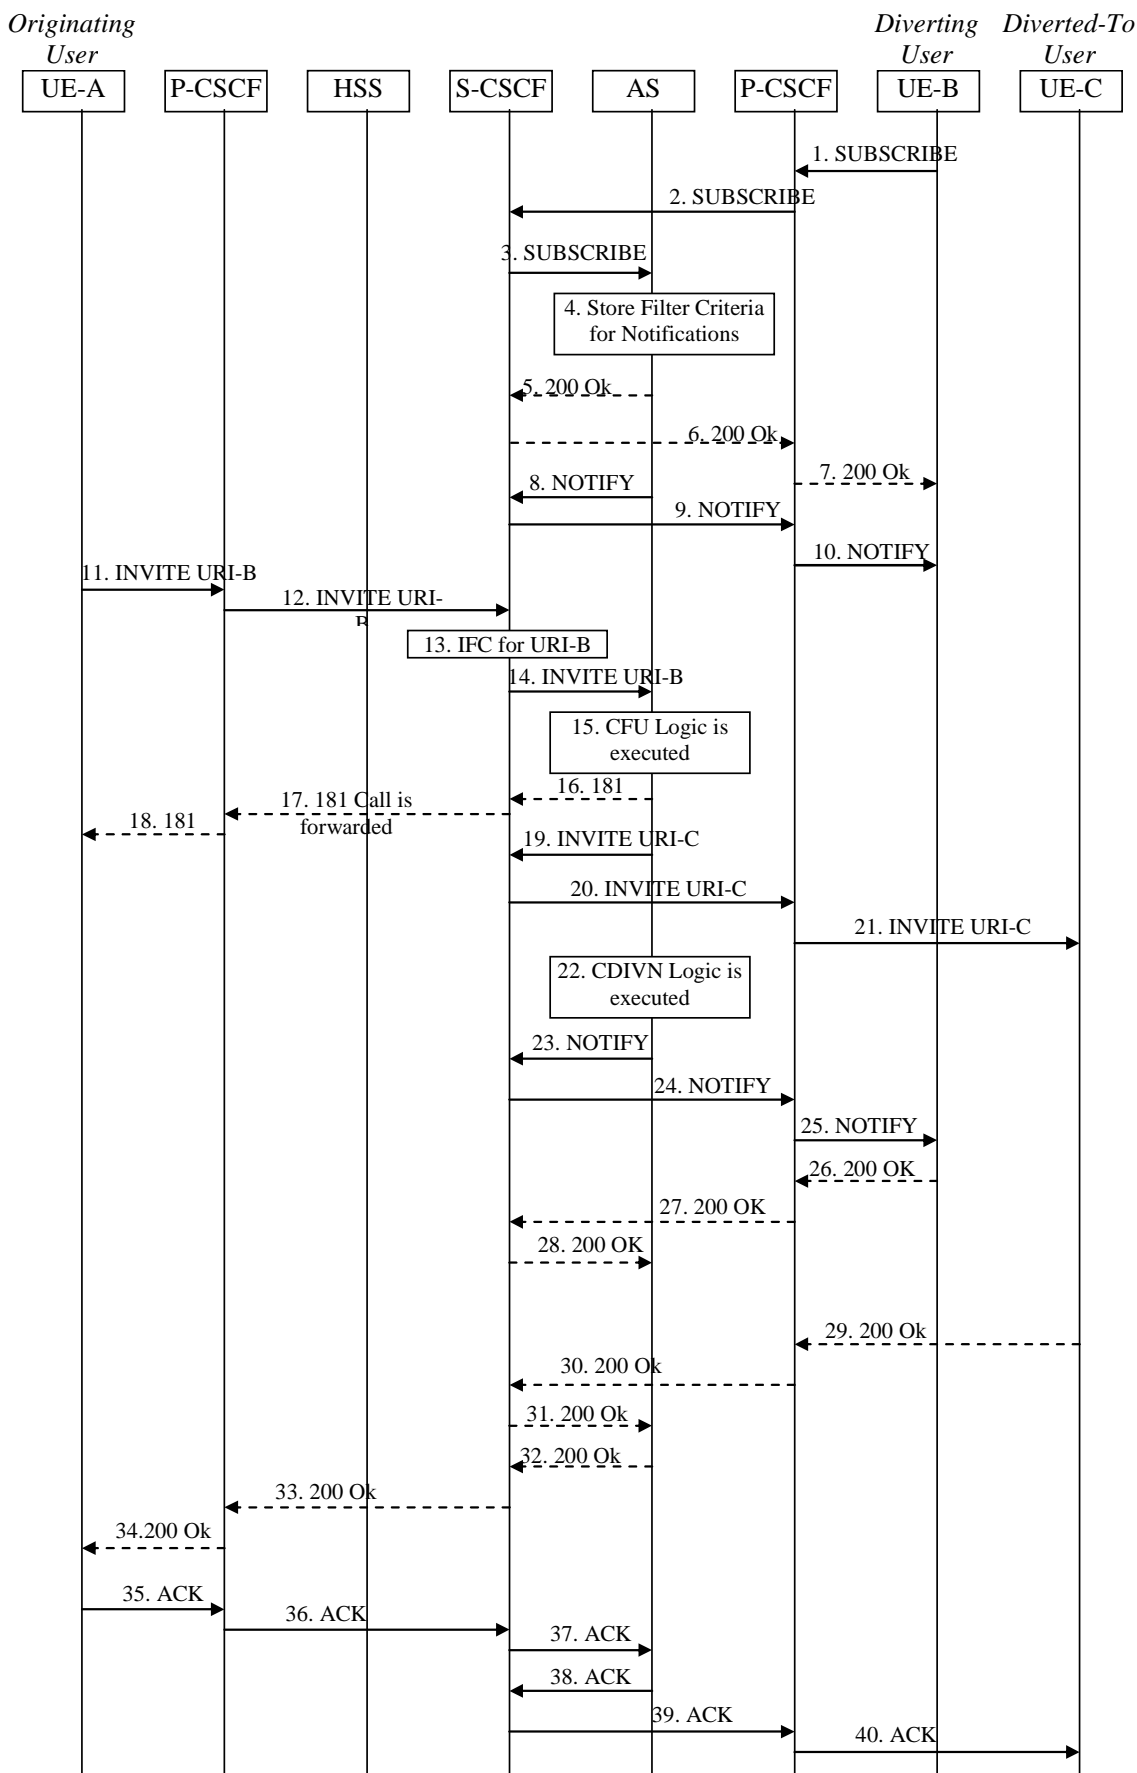 Originating
User
Diverting
User
Diverted-To
User
UE-A
P-CSCF
HSS
S-CSCF
AS
P-CSCF
UE-B
UE-C
1. SUBSCRIBE
2. SUBSCRIBE
3. SUBSCRIBE
4. Store Filter Criteria
for Notifications
5. 200 Ok
6. 200 Ok
7. 200 Ok
8. NOTIFY
9. NOTIFY
10. NOTIFY
11. INVITE URI-B
12. INVITE URI-
B
13. IFC for URI-B
14. INVITE URI-B
15. CFU Logic is
executed
16. 181
17. 181 Call is
forwarded
18. 181
19. INVITE URI-C
20. INVITE URI-C
21. INVITE URI-C
22. CDIVN Logic is
executed
23. NOTIFY
24. NOTIFY
25. NOTIFY
26. 200 OK
27. 200 OK
28. 200 OK
29. 200 Ok
30. 200 Ok
31. 200 Ok
32. 200 Ok
33. 200 Ok
34.200 Ok
35. ACK
36. ACK
37. ACK
38. ACK
39. ACK
40. ACK